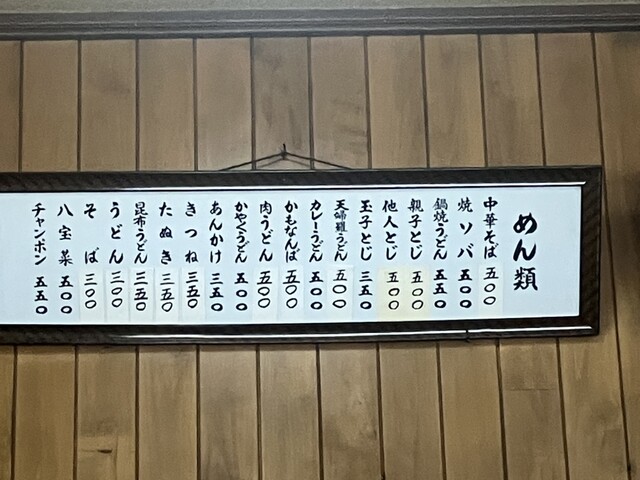 めん類
中華そば 五〇〇
焼ソバ 五〇〇
鍋焼うどん 五五〇
親子とじ 五〇〇
他人とじ 五〇〇
玉子とじ 三五〇
天婦羅うどん 五〇〇
カレーうどん 五〇〇
かもなんば 五〇〇
肉うどん 五〇〇
かやくうどん 五〇〇
あんかけ 三五〇
きつね 三五〇
たぬき 三五〇
昆布うどん 三五〇
うどん 三〇〇
そば 三〇〇
八宝菜 五〇〇
チャンポン 五五〇